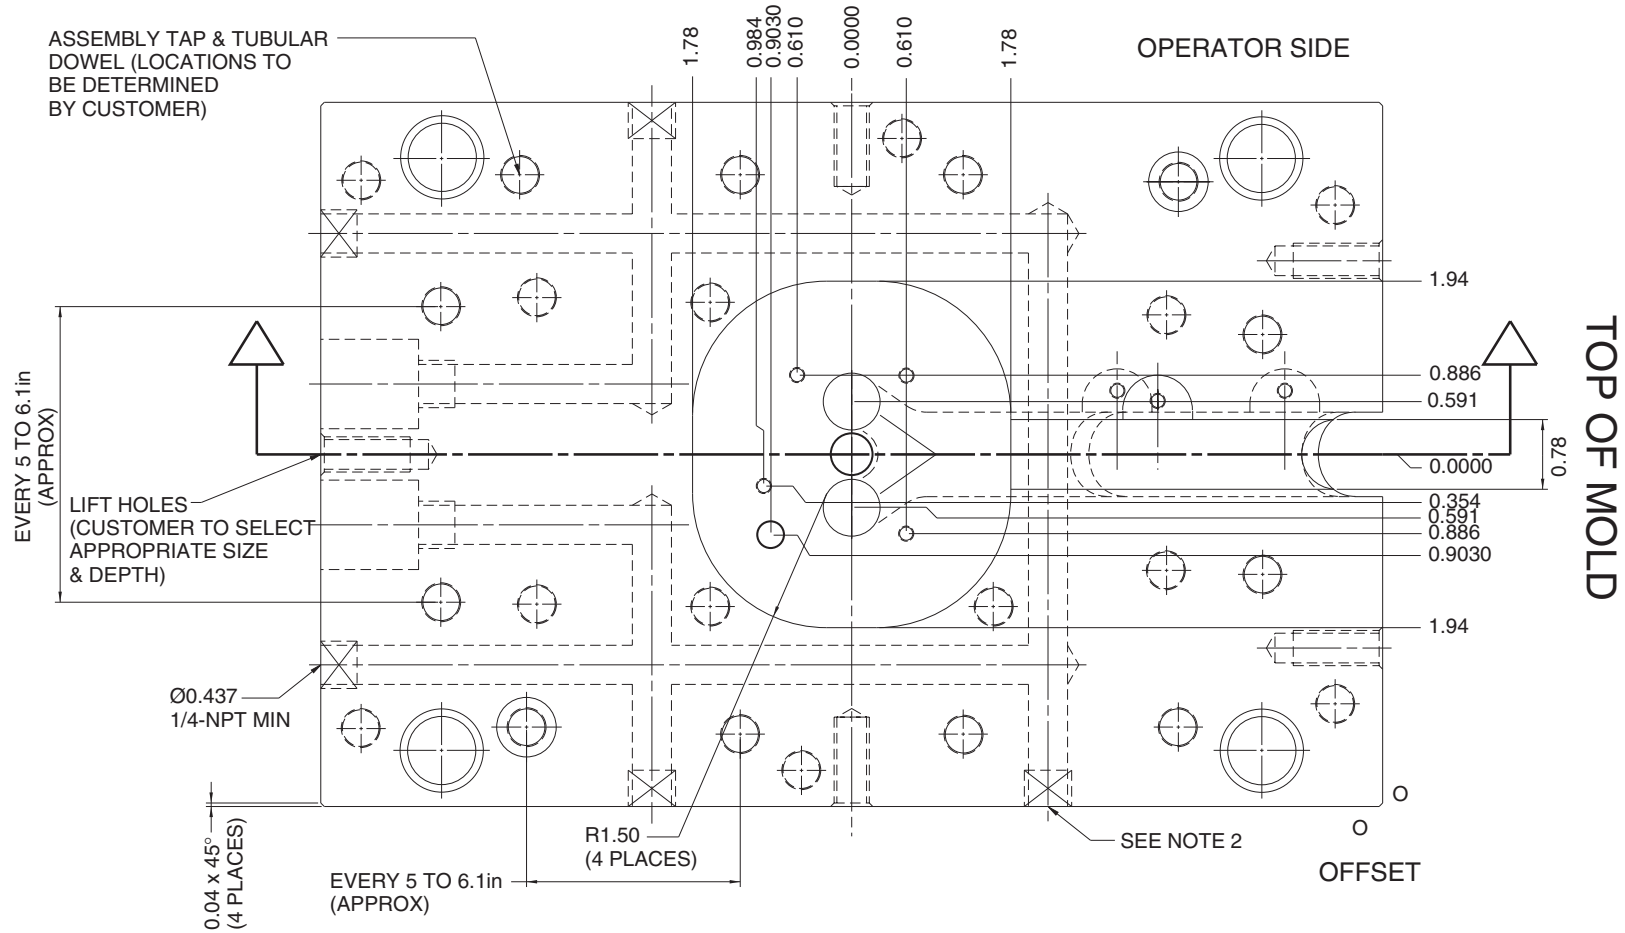 ASSEMBLY TAP & TUBULAR
DOWEL (LOCATIONS TO
BE DETERMINED
BY CUSTOMER)
1.78
0.984
0.9030
0.610
0.0000
0.610
1.78
OPERATOR SIDE
1.94
0.886
0.591
0.0000
0.78
0.354
0.591
0.886
0.9030
1.94
TOP OF MOLD
EVERY 5 TO 6.1in
(APPROX)
LIFT HOLES
(CUSTOMER TO SELECT
APPROPRIATE SIZE
& DEPTH)
Ø0.437
1/4-NPT MIN
0.04 x 45°
(4 PLACES)
R1.50
(4 PLACES)
EVERY 5 TO 6.1in
(APPROX)
SEE NOTE 2
O
O
OFFSET